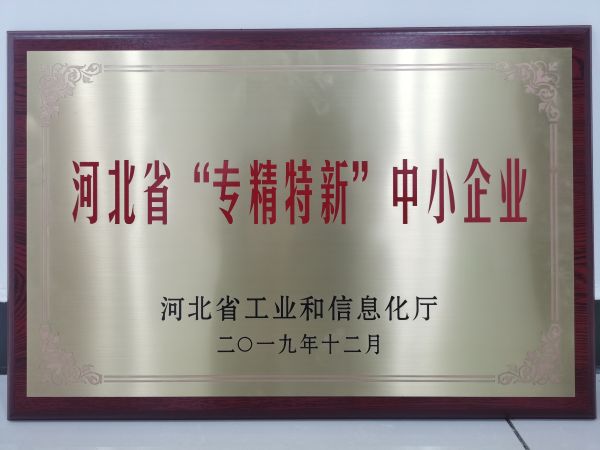 河北省“专精特新”中小企业
河北省工业和信息化厅
二〇一九年十二月